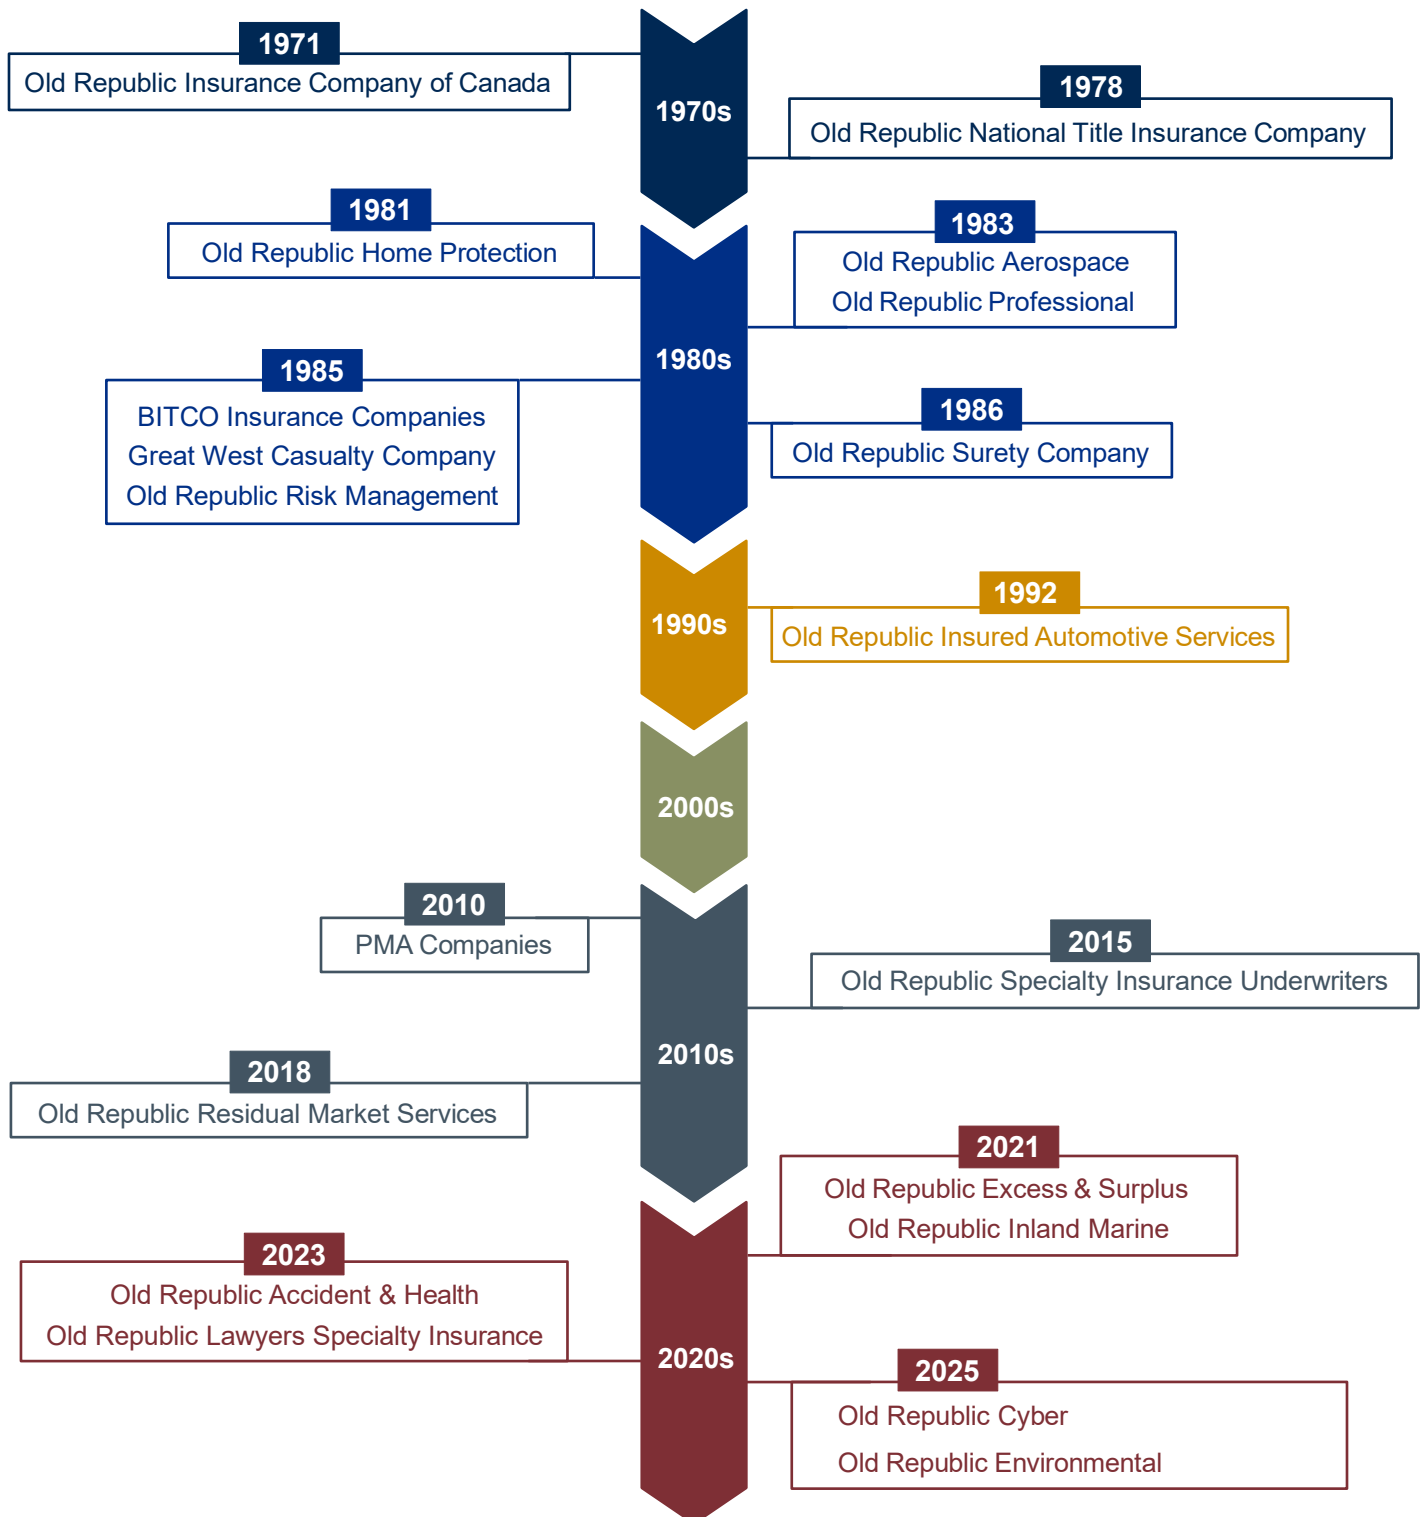 1971
Old Republic Insurance Company of Canada
1970s
1978
Old Republic National Title Insurance Company
1981
Old Republic Home Protection
1983
Old Republic Aerospace
Old Republic Professional
1980s
1985
BITCO Insurance Companies
Great West Casualty Company
Old Republic Risk Management
1986
Old Republic Surety Company
1990s
1992
Old Republic Insured Automotive Services
2000s
2010
PMA Companies
2015
Old Republic Specialty Insurance Underwriters
2010s
2018
Old Republic Residual Market Services
2021
Old Republic Excess & Surplus
Old Republic Inland Marine
2023
Old Republic Accident & Health
Old Republic Lawyers Specialty Insurance
2020s
2025
Old Republic Cyber
Old Republic Environmental